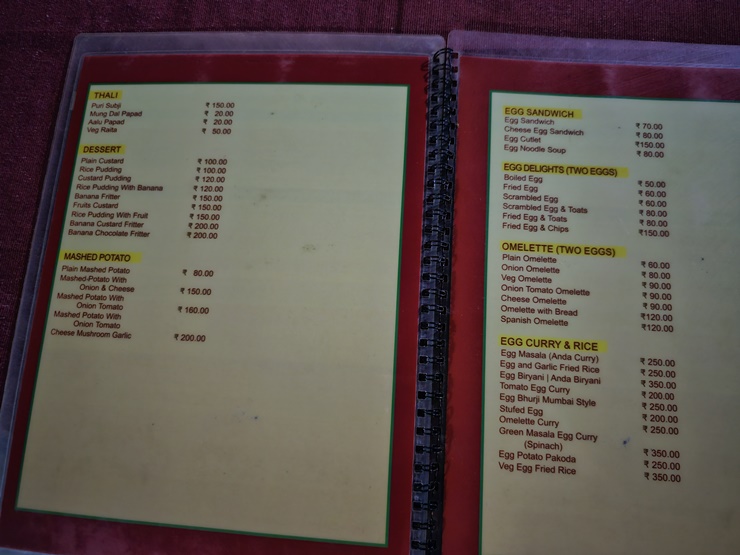 THALI
Puri Subji ₹ 150.00
Mung Dal Papad ₹ 20.00
Aalu Papad ₹ 20.00
Veg Raita ₹ 50.00
DESSERT
Plain Custard ₹ 100.00
Rice Pudding ₹ 100.00
Custard Pudding ₹ 120.00
Rice Pudding With Banana ₹ 120.00
Banana Fritter ₹ 150.00
Fruits Custard ₹ 150.00
Rice Pudding With Fruit ₹ 150.00
Banana Custard Fritter ₹ 200.00
Banana Chocolate Fritter ₹ 200.00
MASHED POTATO
Plain Mashed Potato ₹ 80.00
Mashed-Potato With
Onion & Cheese ₹ 150.00
Mashed Potato With
Onion Tomato ₹ 160.00
Mashed Potato With
Onion Tomato
Cheese Mushroom Garlic ₹ 200.00
EGG SANDWICH
Egg Sandwich ₹ 70.00
Cheese Egg Sandwich ₹ 80.00
Egg Cutlet ₹150.00
Egg Noodle Soup ₹ 80.00
EGG DELIGHTS (TWO EGGS)
Boiled Egg ₹ 50.00
Fried Egg ₹ 60.00
Scrambled Egg ₹ 60.00
Scrambled Egg & Toats ₹ 80.00
Fried Egg & Toats ₹ 80.00
Fried Egg & Chips ₹150.00
OMELETTE (TWO EGGS)
Plain Omelette ₹ 60.00
Onion Omelette ₹ 80.00
Veg Omelette ₹ 90.00
Onion Tomato Omelette ₹ 90.00
Cheese Omelette ₹ 90.00
Omelette with Bread ₹120.00
Spanish Omelette ₹120.00
EGG CURRY & RICE
Egg Masala (Anda Curry) ₹ 250.00
Egg and Garlic Fried Rice ₹ 250.00
Egg Biryani | Anda Biryani ₹ 350.00
Tomato Egg Curry ₹ 200.00
Egg Bhurji Mumbai Style ₹ 250.00
Stufed Egg ₹ 200.00
Omelette Curry ₹ 250.00
Green Masala Egg Curry
(Spinach) ₹ 350.00
Egg Potato Pakoda ₹ 250.00
Veg Egg Fried Rice ₹ 350.00